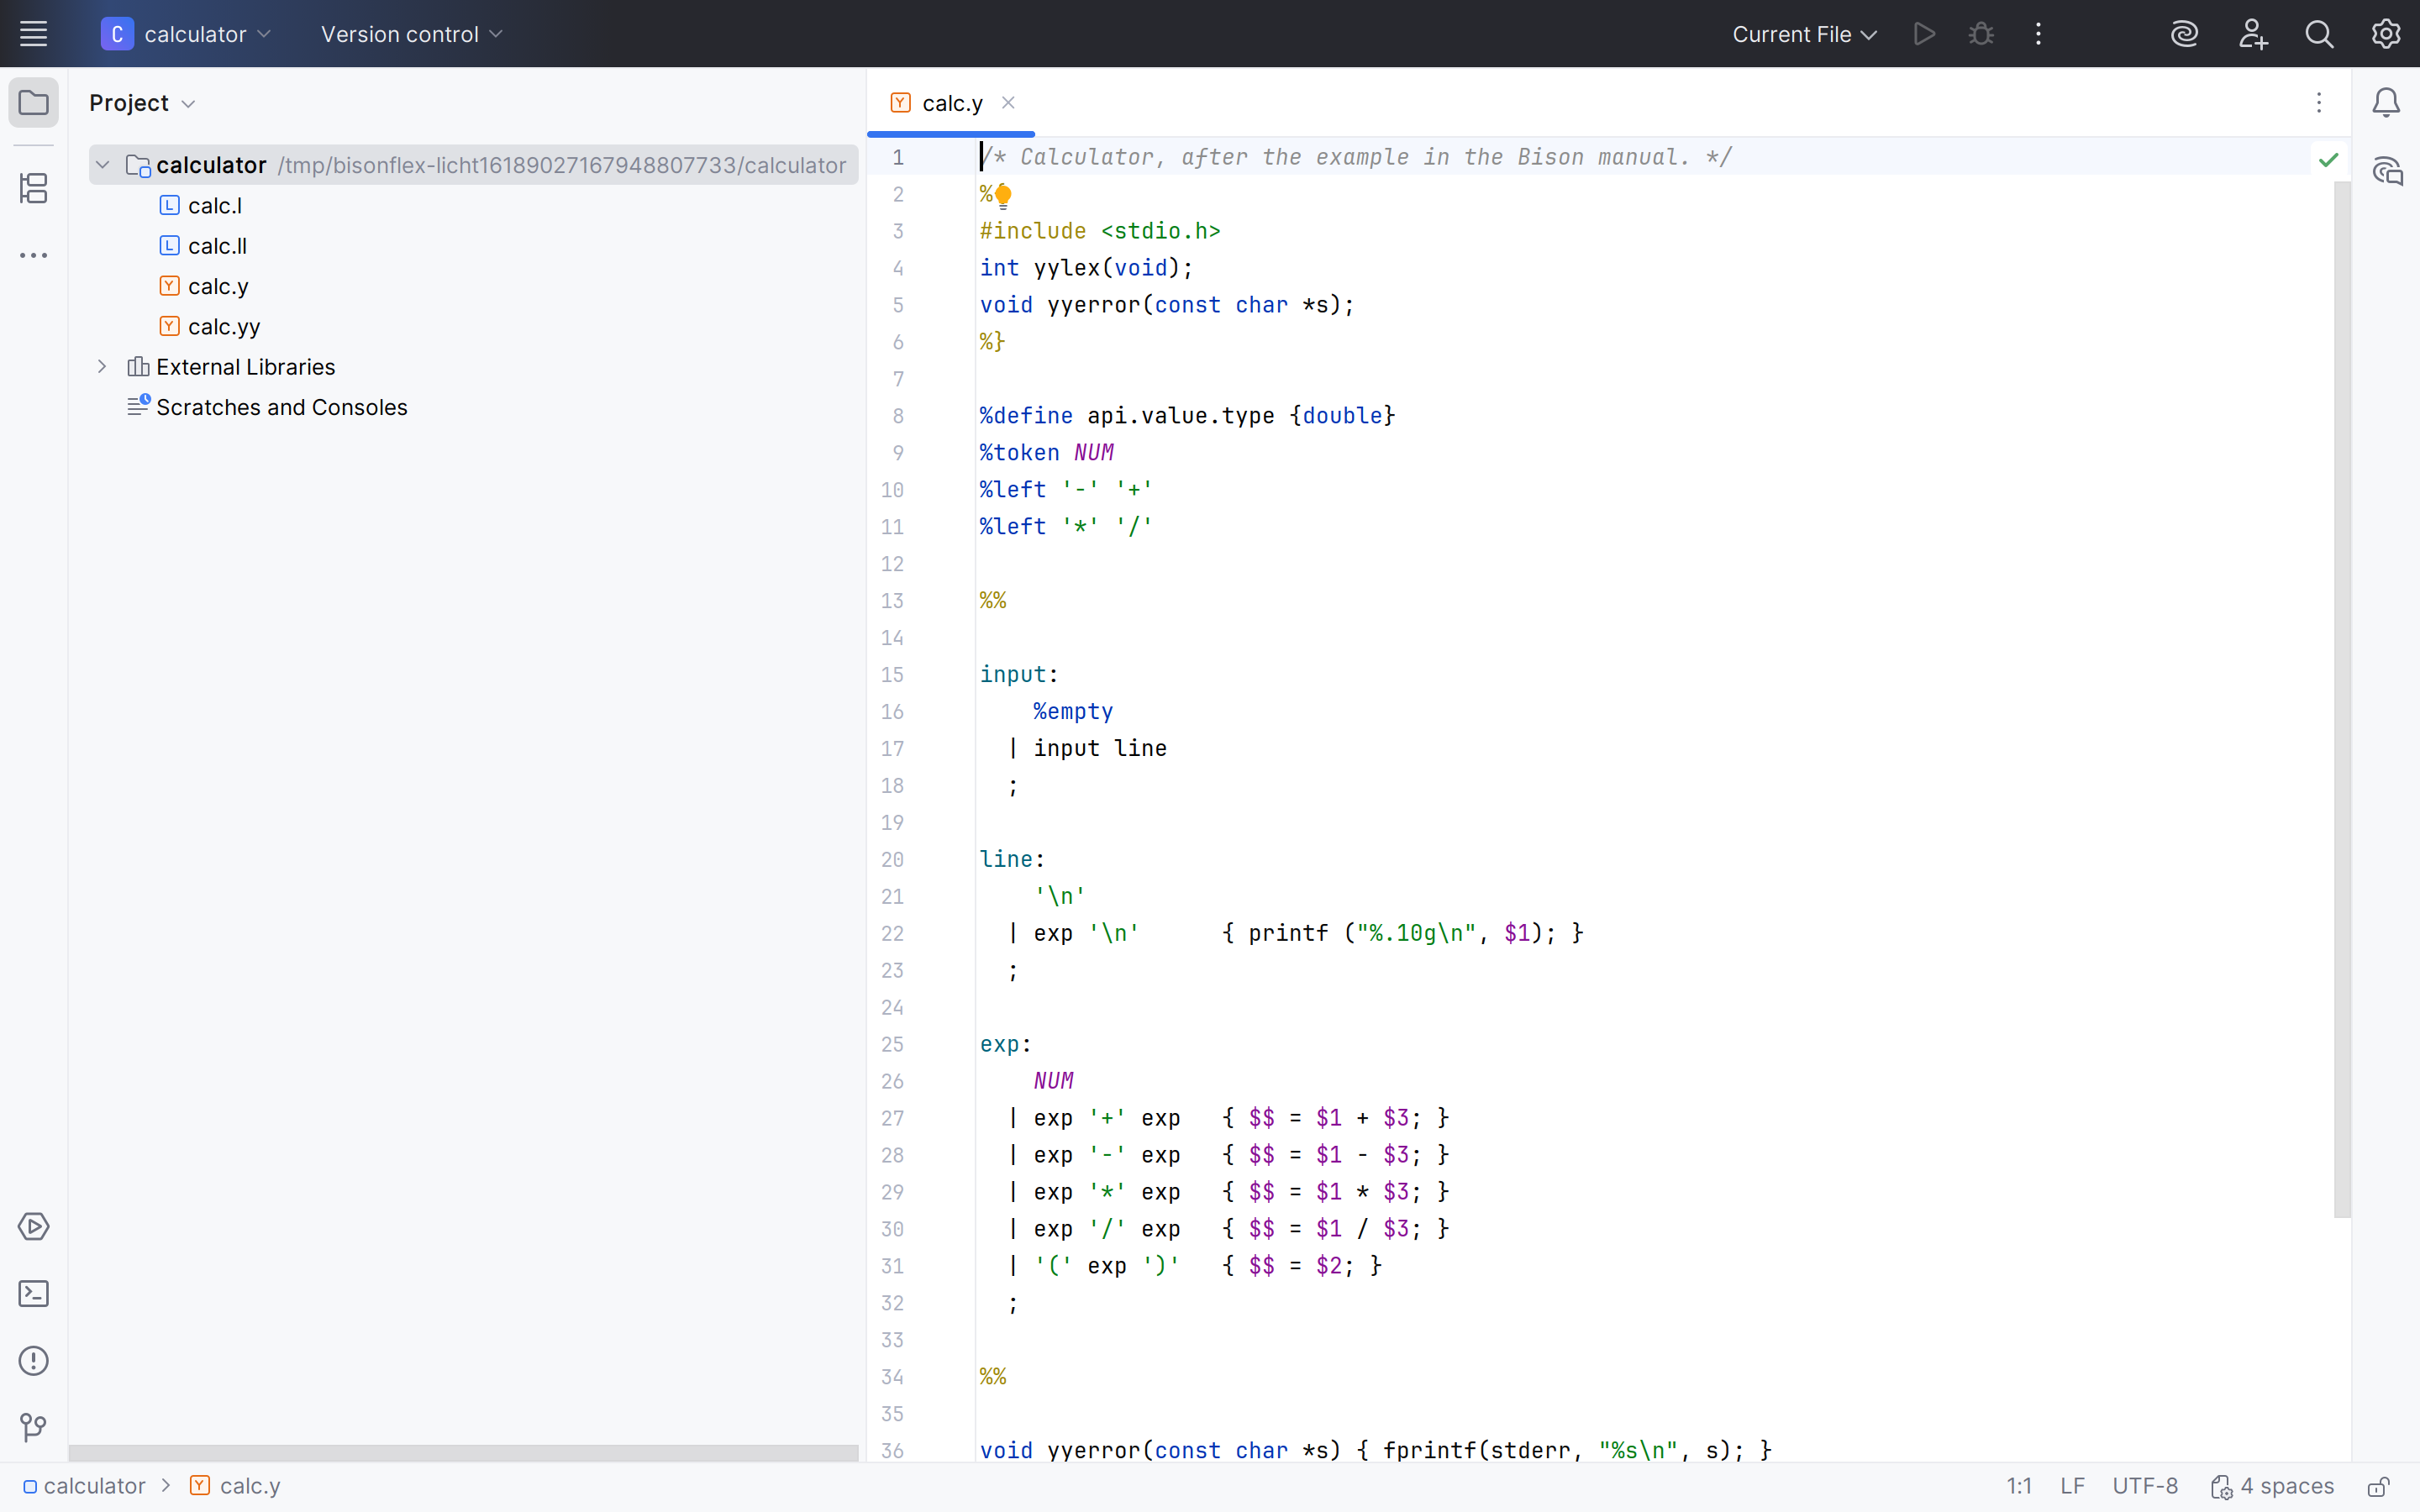 C calculator Version control Current File
Project
calculator /tmp/bisonflex-licht16189027167948807733/calculator
L calc.l
L calc.ll
Y calc.y
Y calc.yy
External Libraries
Scratches and Consoles
Y calc.y
1 /* Calculator, after the example in the Bison manual. */
2 %
3 #include <stdio.h>
4 int yylex(void);
5 void yyerror(const char *s);
6 %}
7
8 %define api.value.type {double}
9 %token NUM
10 %left '-' '+'
11 %left '*' '/'
12
13 %%
14
15 input:
16     %empty
17   | input line
18   ;
19
20 line:
21     '\n'
22   | exp '\n'      { printf ("%.10g\n", $1); }
23   ;
24
25 exp:
26     NUM
27   | exp '+' exp   { $$ = $1 + $3; }
28   | exp '-' exp   { $$ = $1 - $3; }
29   | exp '*' exp   { $$ = $1 * $3; }
30   | exp '/' exp   { $$ = $1 / $3; }
31   | '(' exp ')'   { $$ = $2; }
32   ;
33
34 %%
35
36 void yyerror(const char *s) { fprintf(stderr, "%s\n", s); }
calculator > Y calc.y 1:1 LF UTF-8 4 spaces